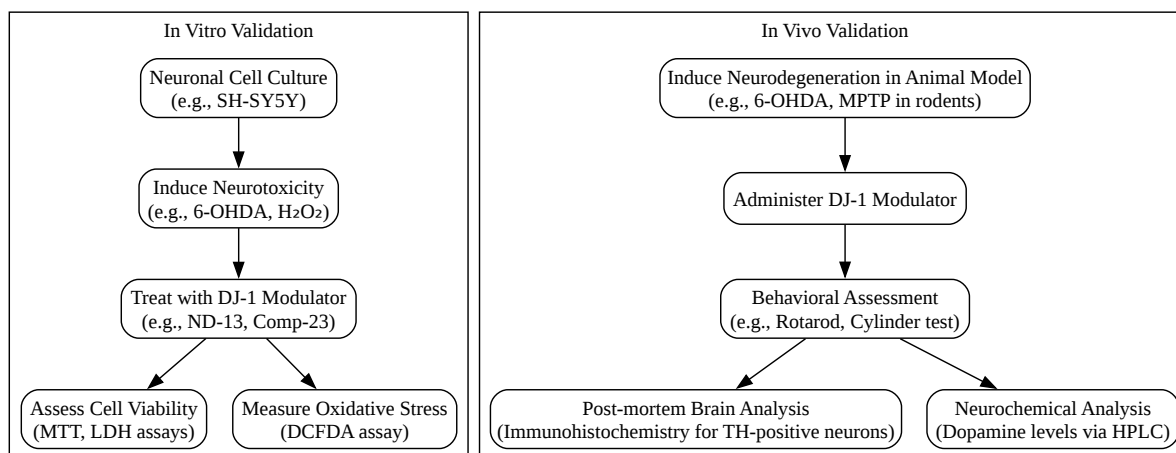 In Vitro Validation
Neuronal Cell Culture
(e.g., SH-SY5Y)
Induce Neurotoxicity
(e.g., 6-OHDA, H₂O₂)
Treat with DJ-1 Modulator
(e.g., ND-13, Comp-23)
Assess Cell Viability
(MTT, LDH assays)
Measure Oxidative Stress
(DCFDA assay)
In Vivo Validation
Induce Neurodegeneration in Animal Model
(e.g., 6-OHDA, MPTP in rodents)
Administer DJ-1 Modulator
Behavioral Assessment
(e.g., Rotarod, Cylinder test)
Post-mortem Brain Analysis
(Immunohistochemistry for TH-positive neurons)
Neurochemical Analysis
(Dopamine levels via HPLC)